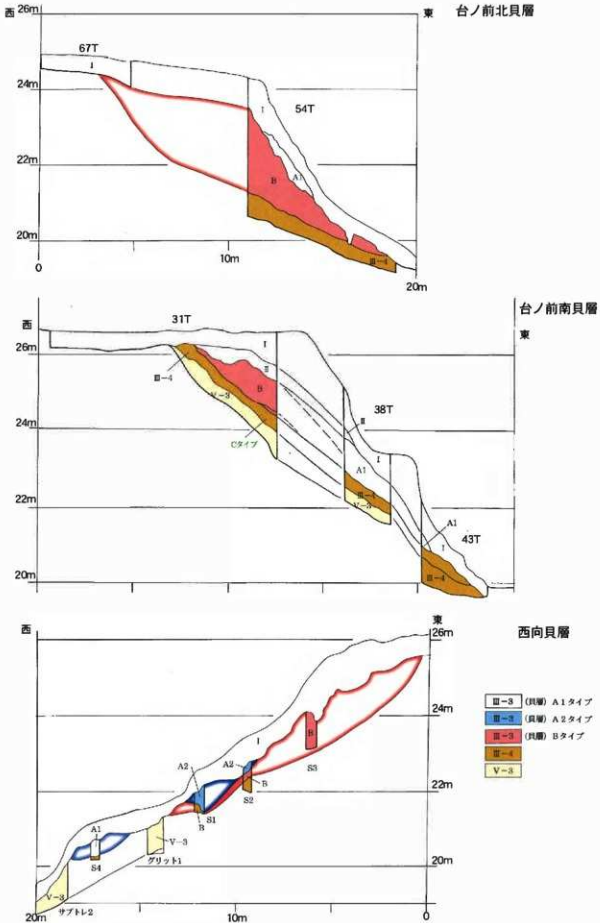 台ノ前北貝層
西
東
26m
24m
22m
20m
67T
I
I
54T
A1
B
III-4
0
10m
20m
台ノ前南貝層
西
東
26m
24m
22m
20m
31T
I
II
B
III-4
V-3
Cタイプ
38T
II
I
A1
III-4
V-3
A1
I
43T
III-4
西向貝層
西
東
26m
24m
22m
20m
I
B
S3
A2
B
S2
A2
S1
B
V-3
グリット1
A1
S4
V-3
サブトレ2
20m
10m
0
III-3 (貝層) A1タイプ
III-3 (貝層) A2タイプ
III-3 (貝層) Bタイプ
III-4
V-3